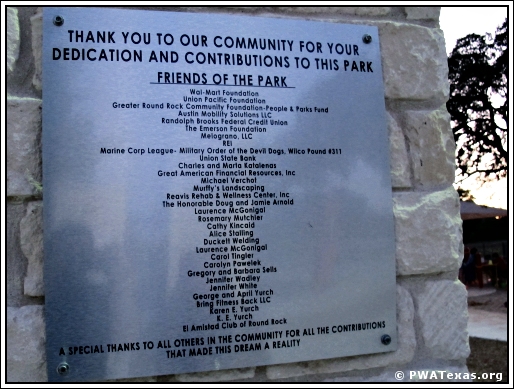 THANK YOU TO OUR COMMUNITY FOR YOUR
DEDICATION AND CONTRIBUTIONS TO THIS PARK
FRIENDS OF THE PARK
Wal-Mart Foundation
Union Pacific Foundation
Greater Round Rock Community Foundation-People & Parks Fund
Austin Mobility Solutions LLC
Randolph Brooks Federal Credit Union
The Emerson Foundation
Melograno, LLC
REI
Marine Corp League- Military Order of the Devil Dogs, Wilco Pound #311
Union State Bank
Charles and Marta Katalenas
Great American Financial Resources, Inc
Michael Verchot
Murffy's Landscaping
Reavis Rehab & Wellness Center, Inc
The Honorable Doug and Jamie Arnold
Laurence McGonigal
Rosemary Mutchler
Cathy Kincaid
Alice Stalling
Duckett Welding
Laurence McGonigal
Carol Tingler
Carolyn Pawelek
Gregory and Barbara Sells
Jennifer Wadley
Jennifer White
George and April Yurch
Bring Fitness Back LLC
Karen E. Yurch
K. E. Yurch
El Amistad Club of Round Rock
A SPECIAL THANKS TO ALL OTHERS IN THE COMMUNITY FOR ALL THE CONTRIBUTIONS
THAT MADE THIS DREAM A REALITY
© PWATexas.org